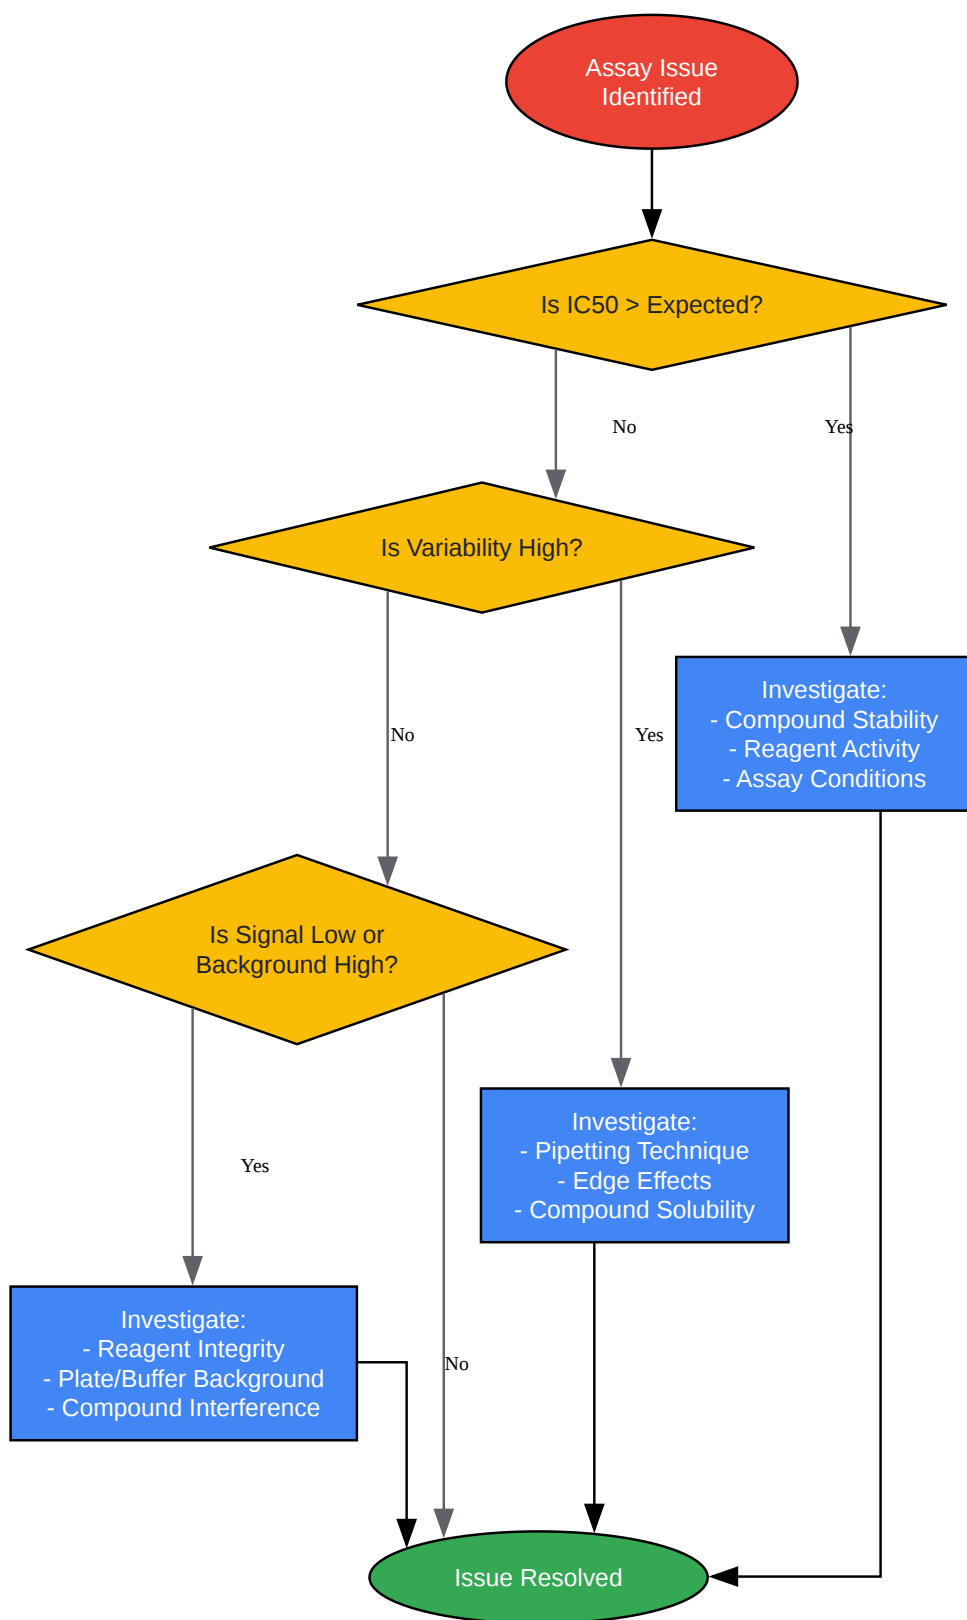 Assay Issue
Identified
Is IC50 > Expected?
No
Yes
Is Variability High?
No
Yes
Investigate:
- Compound Stability
- Reagent Activity
- Assay Conditions
Is Signal Low or
Background High?
Yes
No
Investigate:
- Pipetting Technique
- Edge Effects
- Compound Solubility
Investigate:
- Reagent Integrity
- Plate/Buffer Background
- Compound Interference
Issue Resolved